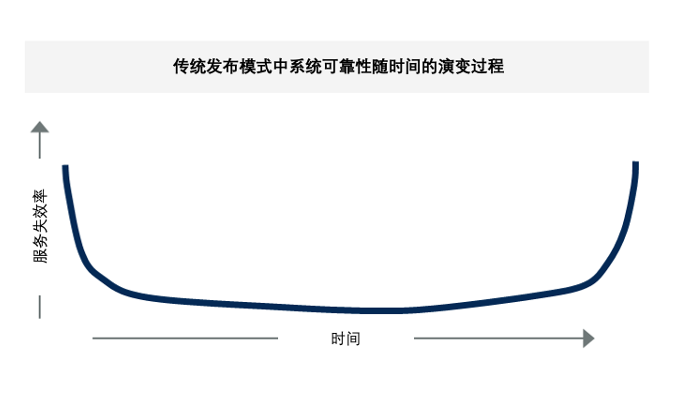 传统发布模式中系统可靠性随时间的演变过程
服务失效率
时间